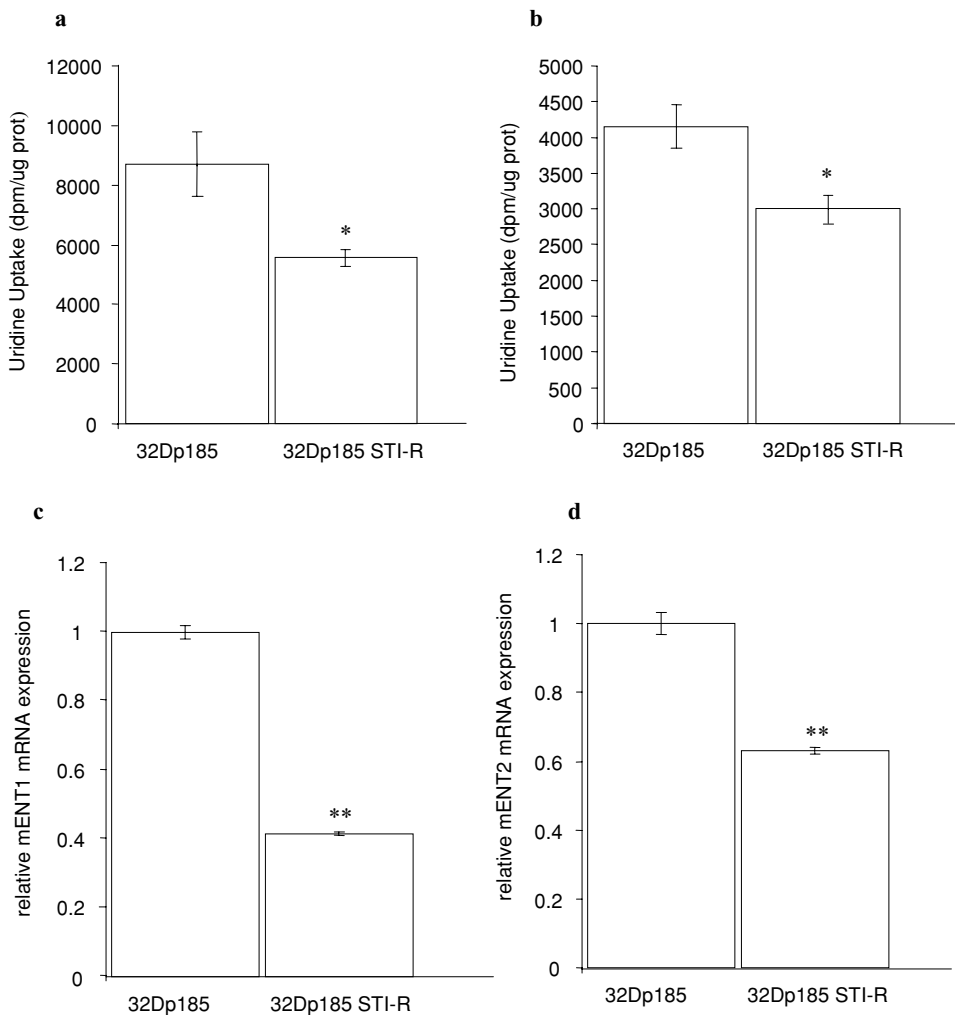 a
Uridine Uptake (dpm/ug prot)
12000
10000
8000
6000
4000
2000
0
*
32Dp185
32Dp185 STI-R
b
Uridine Uptake (dpm/ug prot)
5000
4500
4000
3500
3000
2500
2000
1500
1000
500
0
*
32Dp185
32Dp185 STI-R
c
relative mENT1 mRNA expression
1.2
1
0.8
0.6
0.4
0.2
0
**
32Dp185
32Dp185 STI-R
d
relative mENT2 mRNA expression
1.2
1
0.8
0.6
0.4
0.2
0
**
32Dp185
32Dp185 STI-R